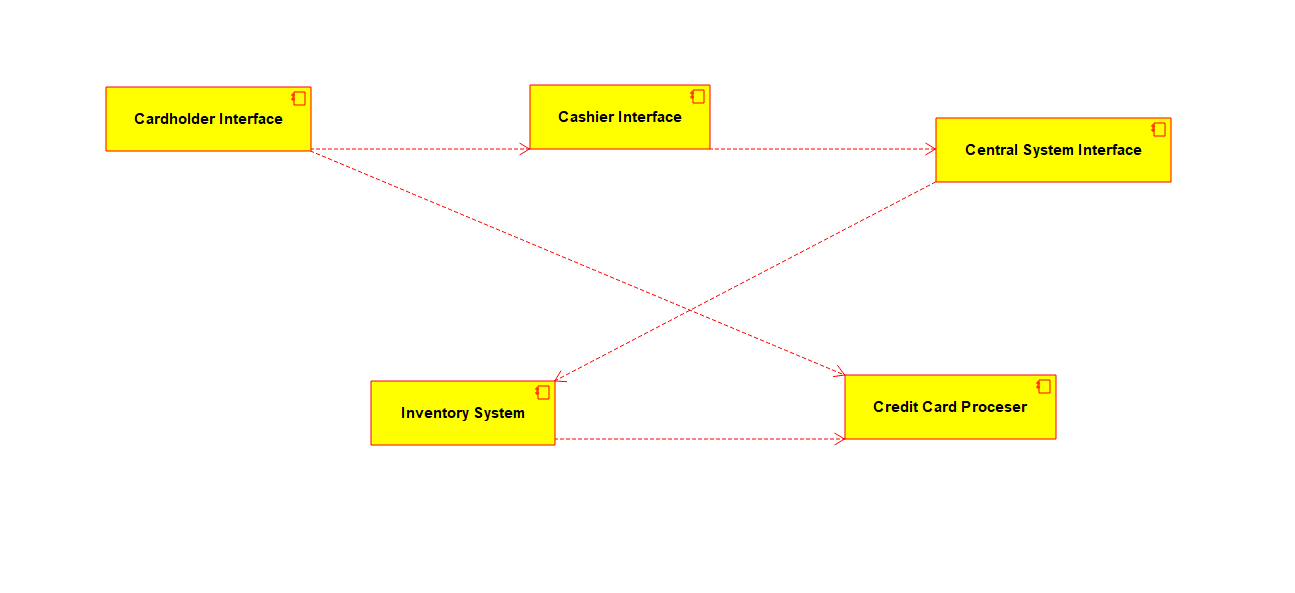 Cardholder Interface
Cashier Interface
Central System Interface
Inventory System
Credit Card Proceser